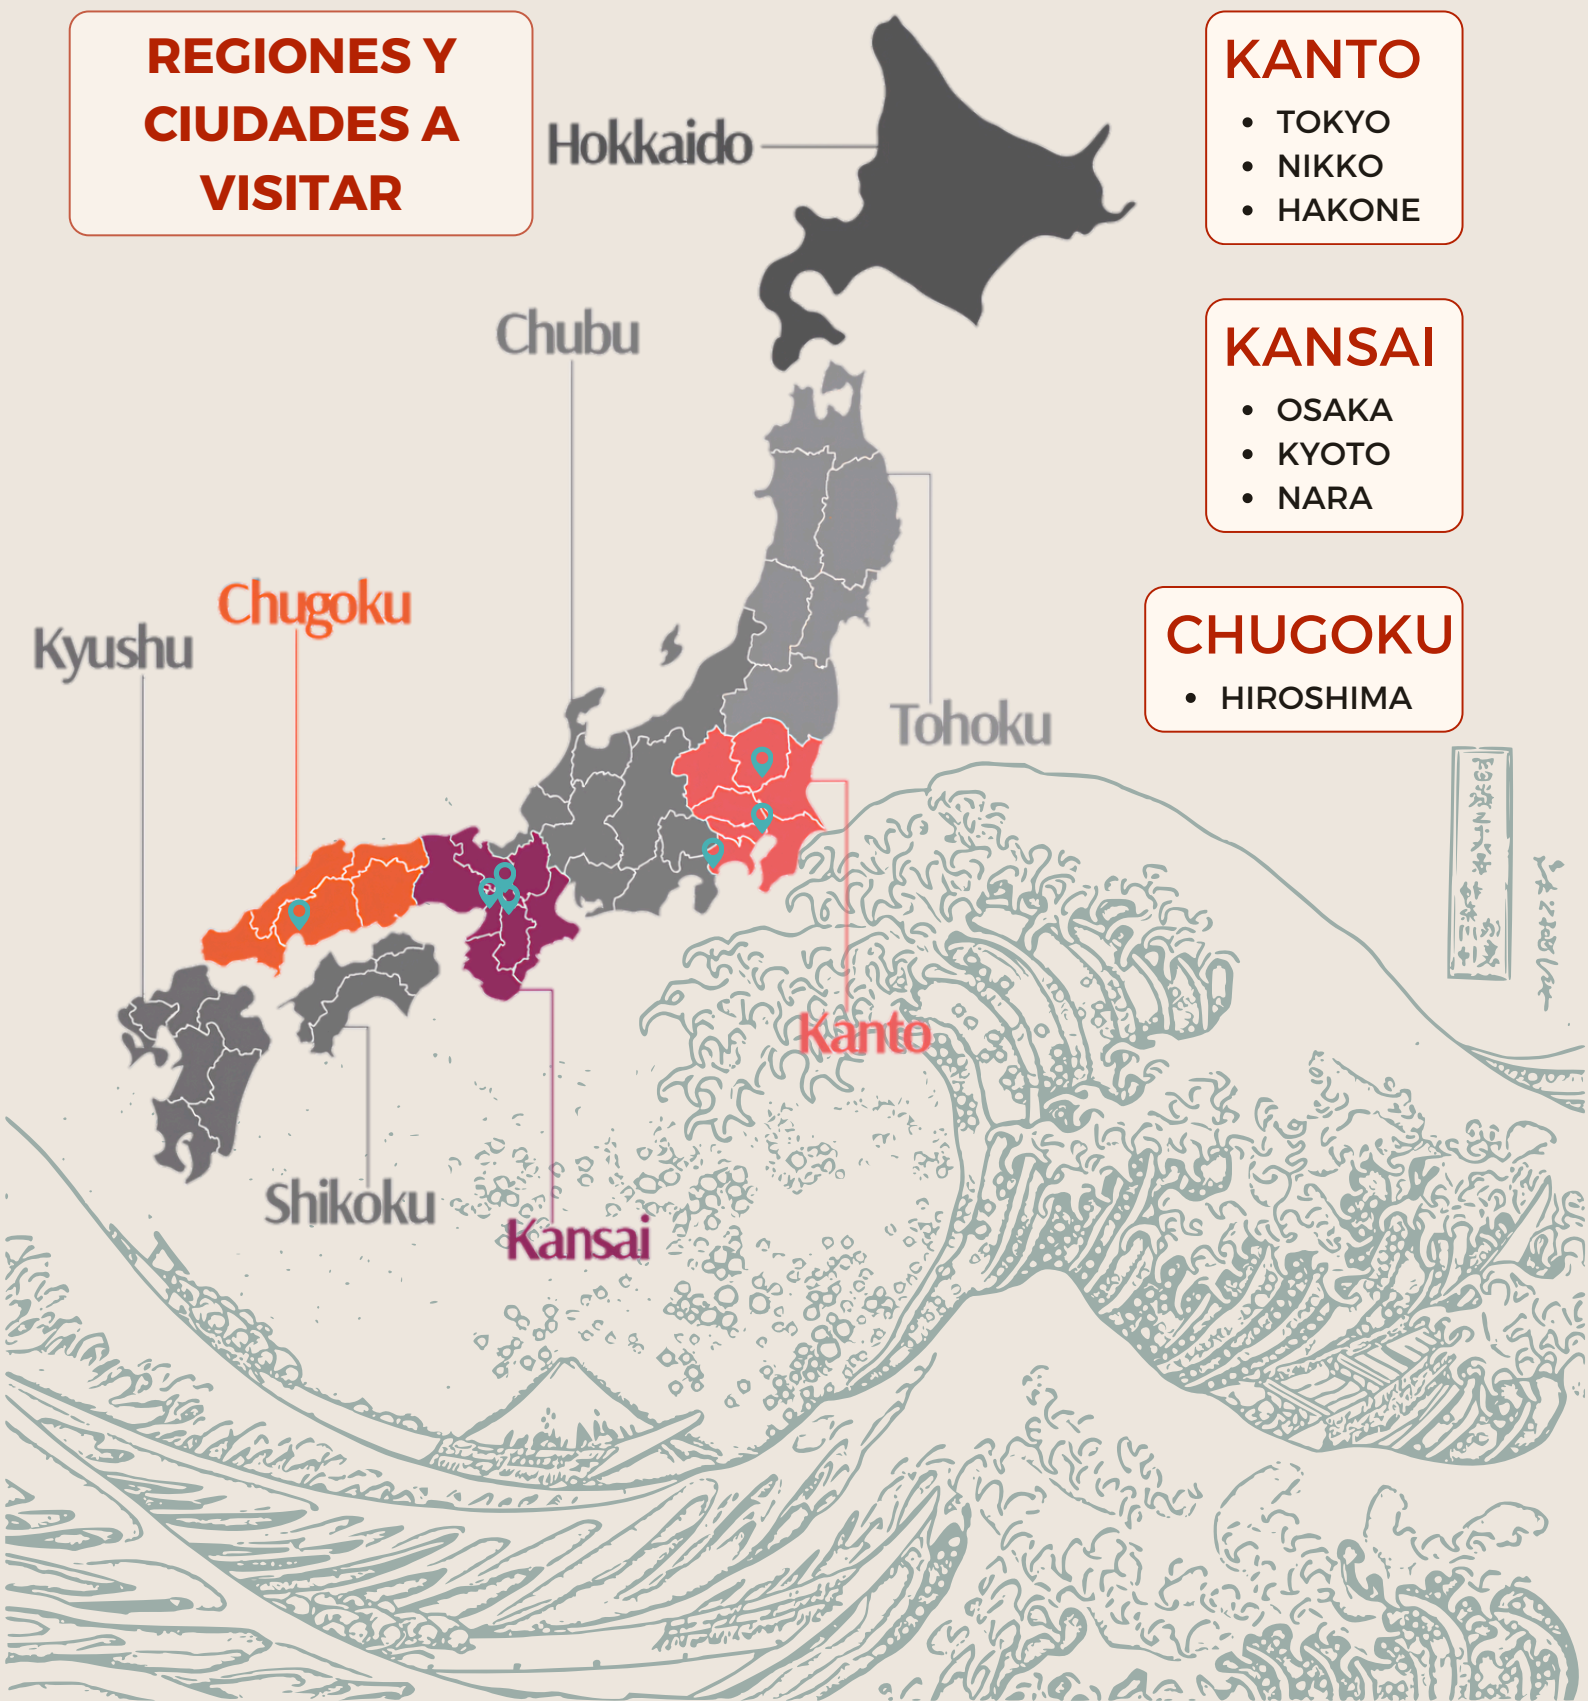 REGIONES Y
CIUDADES A
VISITAR
Hokkaido
KANTO
• TOKYO
• NIKKO
• HAKONE
Chubu
KANSAI
• OSAKA
• KYOTO
• NARA
Chugoku
Kyushu
CHUGOKU
• HIROSHIMA
Tohoku
Kanto
Shikoku
Kansai